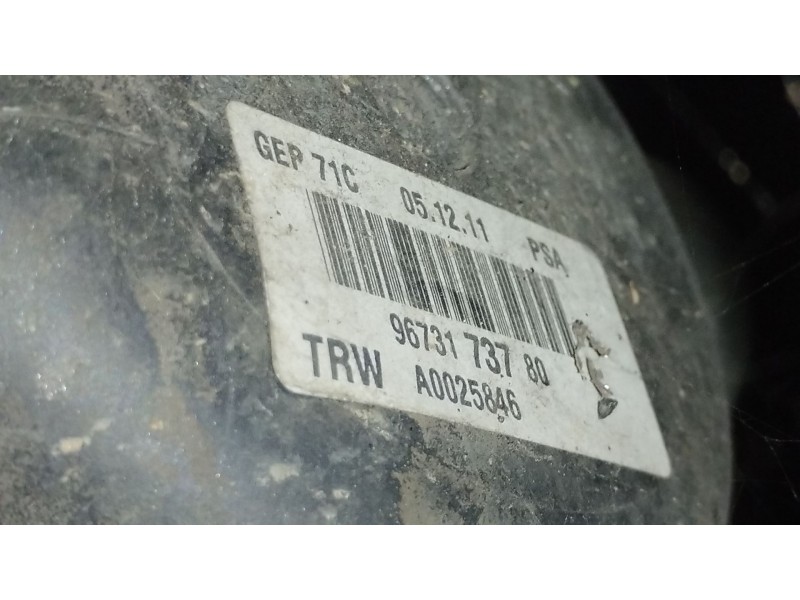 GEP 71C 05.12.11 PSA
96731 737 80
TRW A0025846